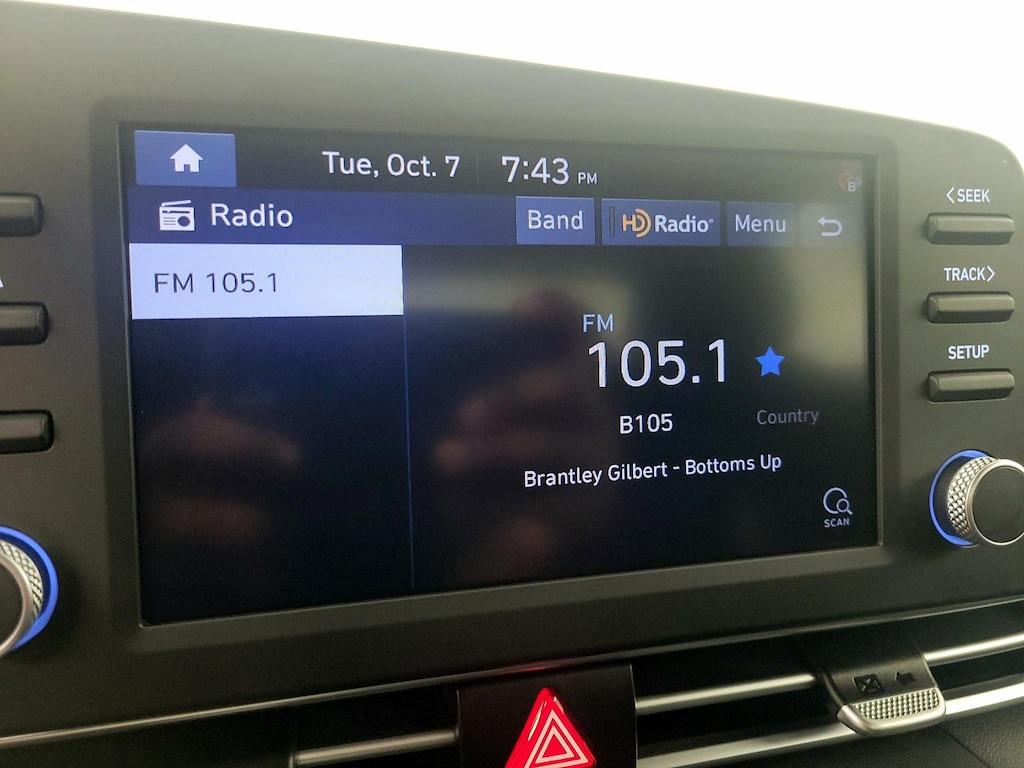 Tue, Oct. 7 7:43 PM
Radio Band HD Radio Menu
FM 105.1
FM
105.1
B105 Country
Brantley Gilbert - Bottoms Up
SCAN
SEEK
TRACK
SETUP